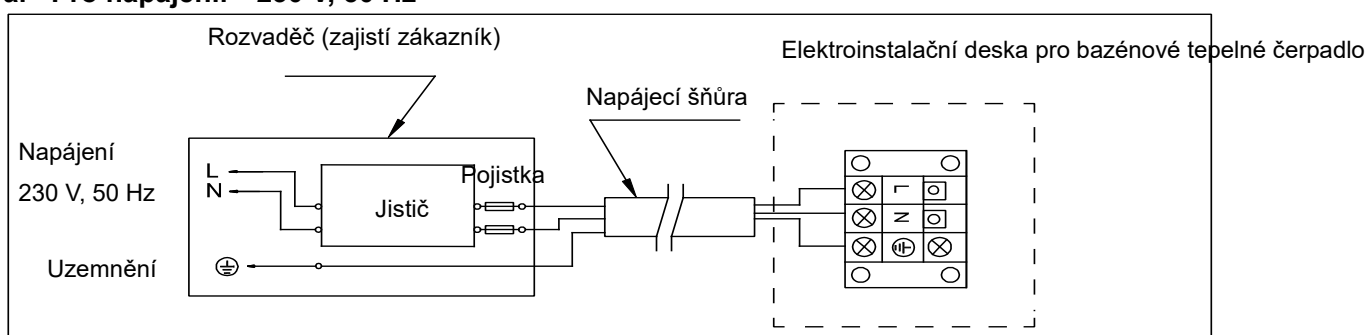 Rozvaděč (zajistí zákazník)
Elektroinstalační deska pro bazénové tepelné čerpadlo
Napájecí šňůra
Napájení
230 V, 50 Hz
L
N
Pojistka
Jistič
Uzemnění
L
N